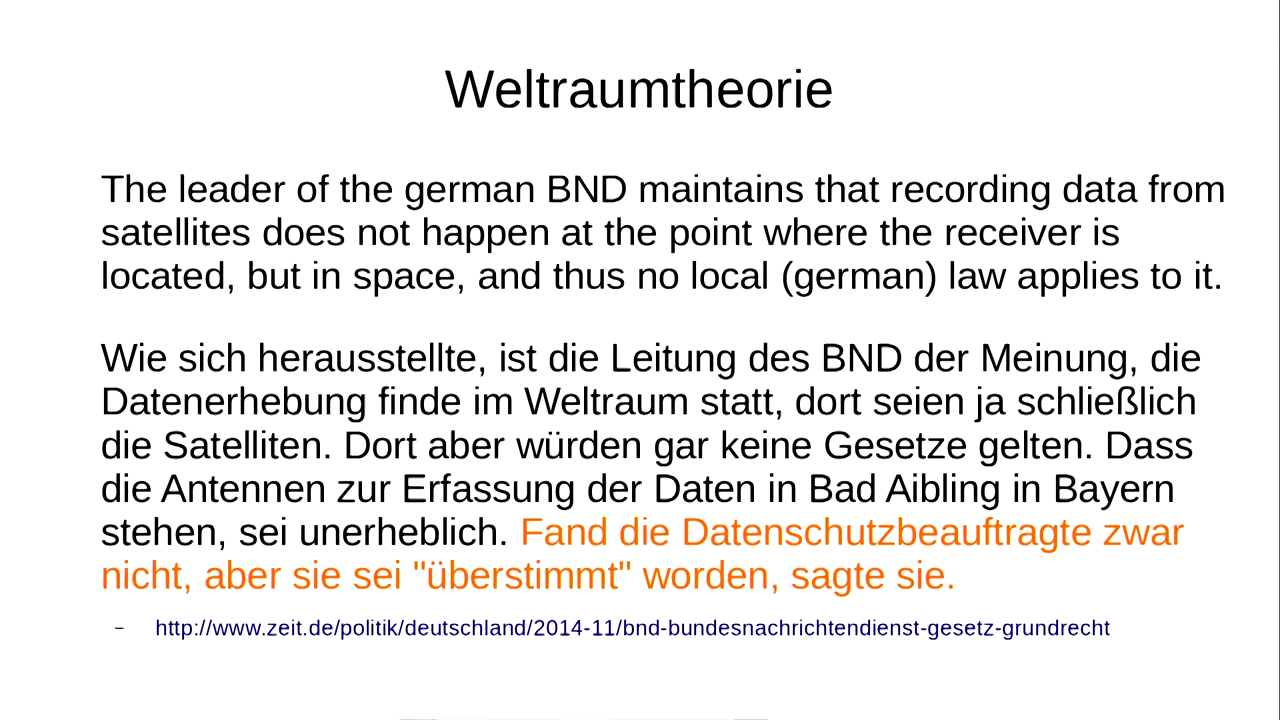 Weltraumtheorie
The leader of the german BND maintains that recording data from
satellites does not happen at the point where the receiver is
located, but in space, and thus no local (german) law applies to it.
Wie sich herausstellte, ist die Leitung des BND der Meinung, die
Datenerhebung finde im Weltraum statt, dort seien ja schließlich
die Satelliten. Dort aber würden gar keine Gesetze gelten. Dass
die Antennen zur Erfassung der Daten in Bad Aibling in Bayern
stehen, sei unerheblich. Fand die Datenschutzbeauftragte zwar
nicht, aber sie sei "überstimmt" worden, sagte sie.
– http://www.zeit.de/politik/deutschland/2014-11/bnd-bundesnachrichtendienst-gesetz-grundrecht